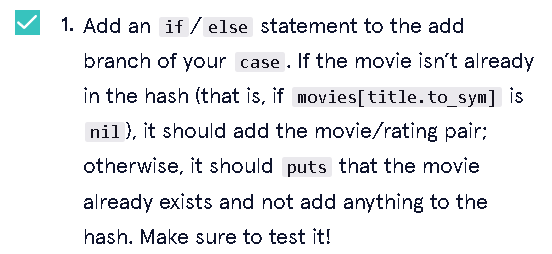 1. Add an if/else statement to the add
branch of your case. If the movie isn’t already
in the hash (that is, if movies[title.to_sym] is
nil), it should add the movie/rating pair;
otherwise, it should puts that the movie
already exists and not add anything to the
hash. Make sure to test it!